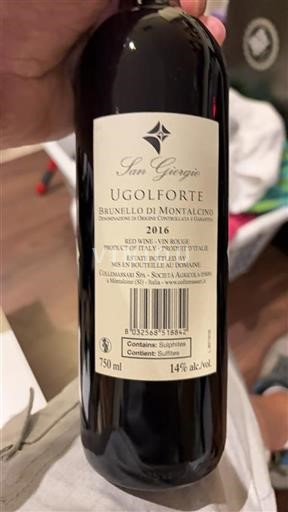 San Giorgio
UGOLFORTE
BRUNELLO DI MONTALCINO
DENOMINAZIONE DI ORIGINE CONTROLLATA E GARANTITA
2016
RED WINE - VIN ROUGE
PRODUCT OF ITALY - PRODUIT D'ITALIE
ESTATE BOTTLED BY
MIS EN BOUTEILLE AU DOMAINE
COLLEMASSARI SPA - SOCIETÀ AGRICOLA
a Montalcino (SI) - Italia - www.collemassari.it
8 032568 518842
Contains: Sulphites
Contient: Sulfites
750 ml 14% alc./vol.